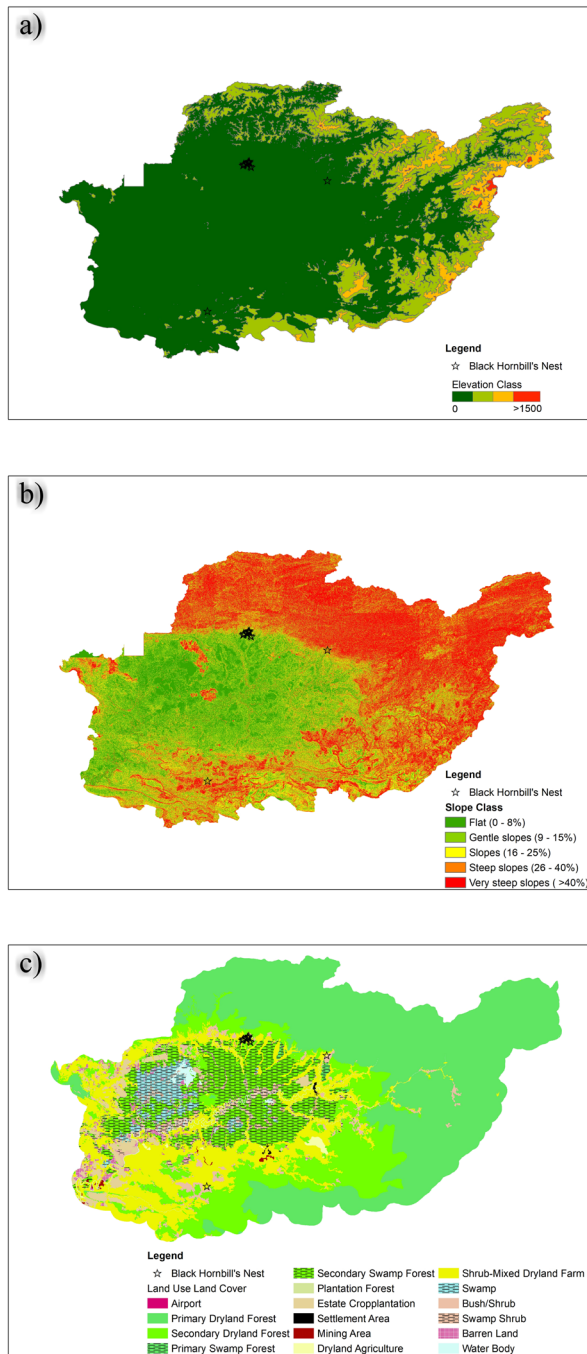 a)
Legend
Black Hornbill's Nest
Elevation Class
0 >1500
b)
Legend
Black Hornbill's Nest
Slope Class
Flat (0 - 8%)
Gentle slopes (9 - 15%)
Slopes (16 - 25%)
Steep slopes (26 - 40%)
Very steep slopes ( >40%)
c)
Legend
Black Hornbill's Nest
Land Use Land Cover
Airport
Primary Dryland Forest
Secondary Dryland Forest
Primary Swamp Forest
Secondary Swamp Forest
Plantation Forest
Estate Cropplantation
Settlement Area
Mining Area
Dryland Agriculture
Shrub-Mixed Dryland Farm
Swamp
Bush/Shrub
Swamp Shrub
Barren Land
Water Body